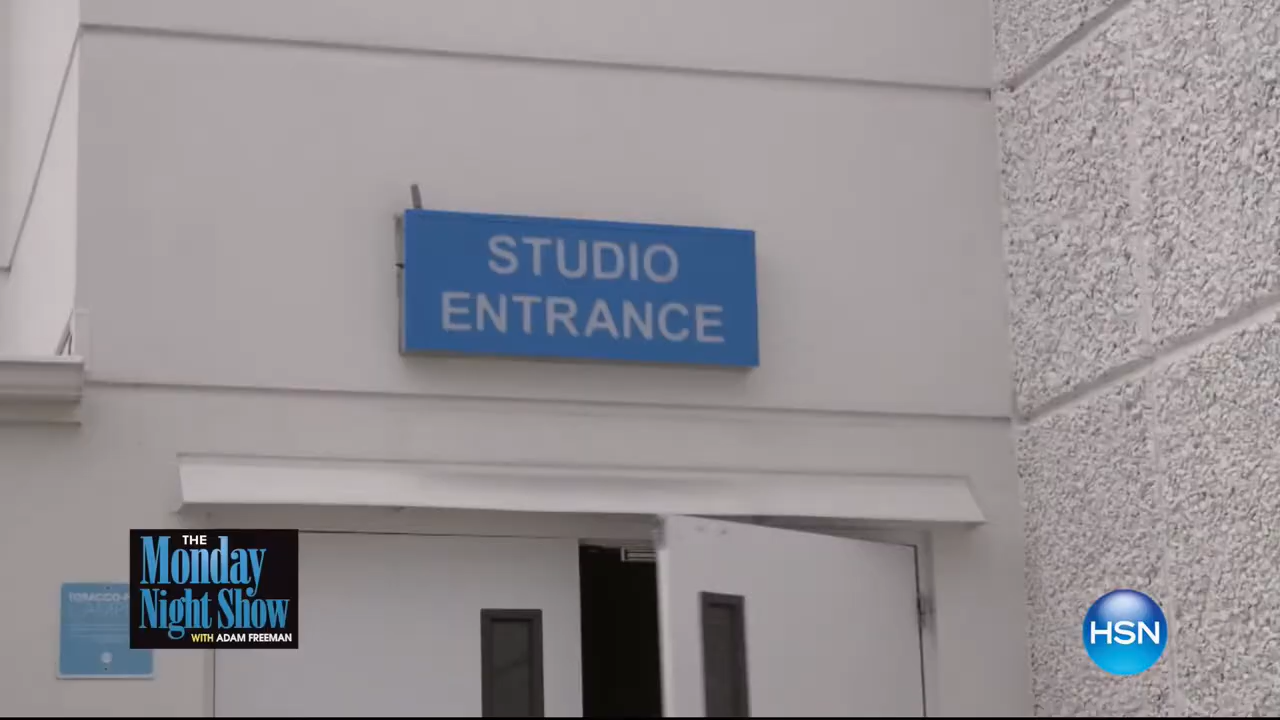 STUDIO
ENTRANCE
THE
Monday
Night Show
WITH ADAM FREEMAN
HSN